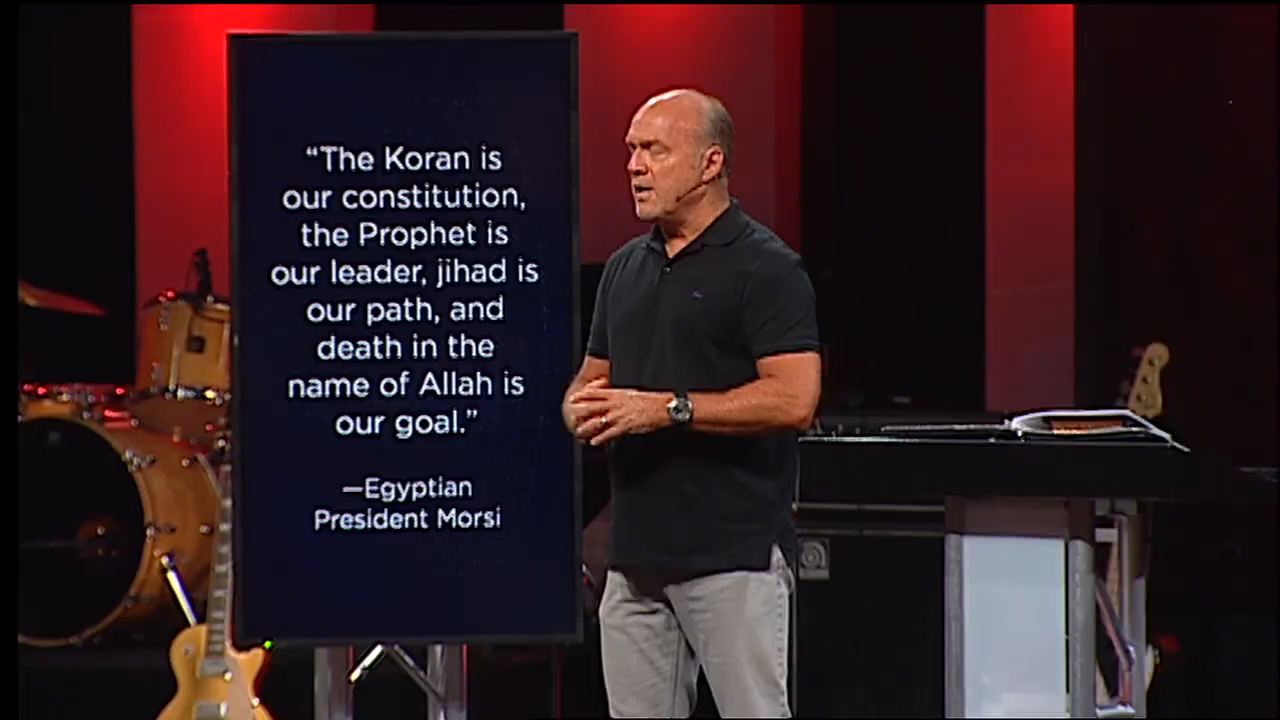 “The Koran is
our constitution,
the Prophet is
our leader, jihad is
our path, and
death in the
name of Allah is
our goal.”
—Egyptian
President Morsi